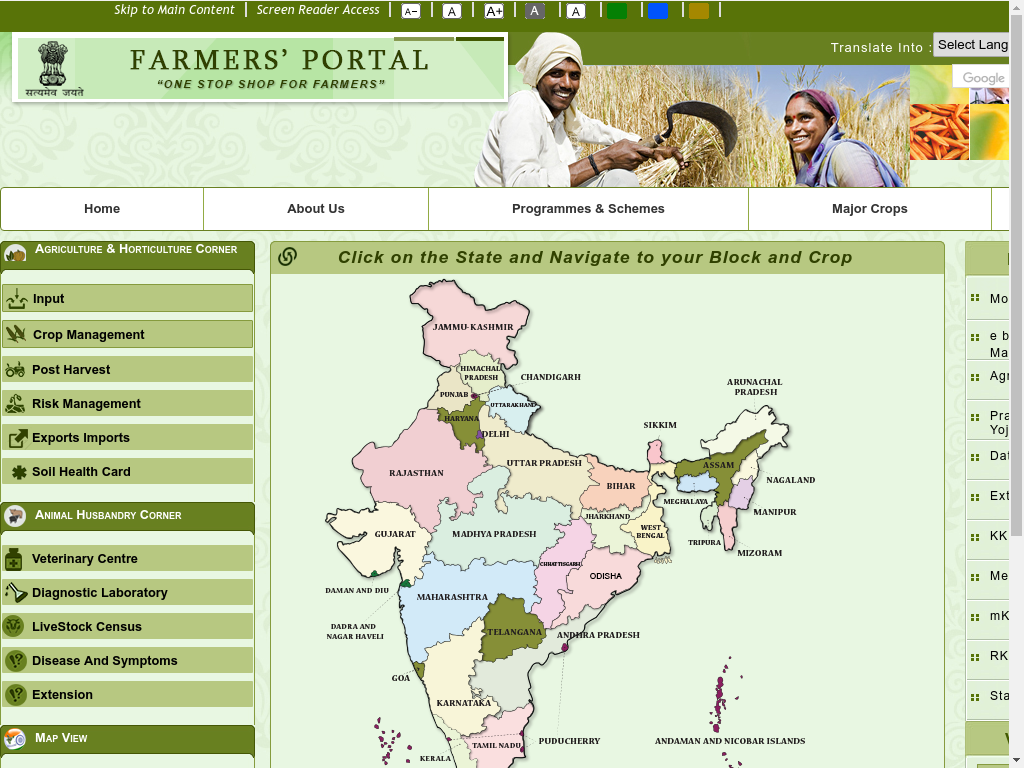 Skip to Main Content
Screen Reader Access
A−
A
A+
A
A
Translate Into :
Select Lang
Google
सत्यमेव जयते
FARMERS’ PORTAL
“ONE STOP SHOP FOR FARMERS”
Home
About Us
Programmes & Schemes
Major Crops
Agriculture & Horticulture Corner
Input
Crop Management
Post Harvest
Risk Management
Exports Imports
Soil Health Card
Animal Husbandry Corner
Veterinary Centre
Diagnostic Laboratory
LiveStock Census
Disease And Symptoms
Extension
Map View
Click on the State and Navigate to your Block and Crop
JAMMU-KASHMIR
HIMACHAL
PRADESH
CHANDIGARH
PUNJAB
UTTARAKHAND
HARYANA
DELHI
ARUNACHAL
PRADESH
SIKKIM
RAJASTHAN
UTTAR PRADESH
BIHAR
ASSAM
NAGALAND
MEGHALAYA
MANIPUR
GUJARAT
MADHYA PRADESH
JHARKHAND
WEST
BENGAL
TRIPURA
MIZORAM
CHHATTISGARH
ODISHA
DAMAN AND DIU
MAHARASHTRA
DADRA AND
NAGAR HAVELI
TELANGANA
ANDHRA PRADESH
GOA
KARNATAKA
TAMIL NADU
PUDUCHERRY
KERALA
ANDAMAN AND NICOBAR ISLANDS
Mo
e b
Ma
Agr
Pra
Yoj
Dat
Ext
KK
Me
mK
RK
Sta